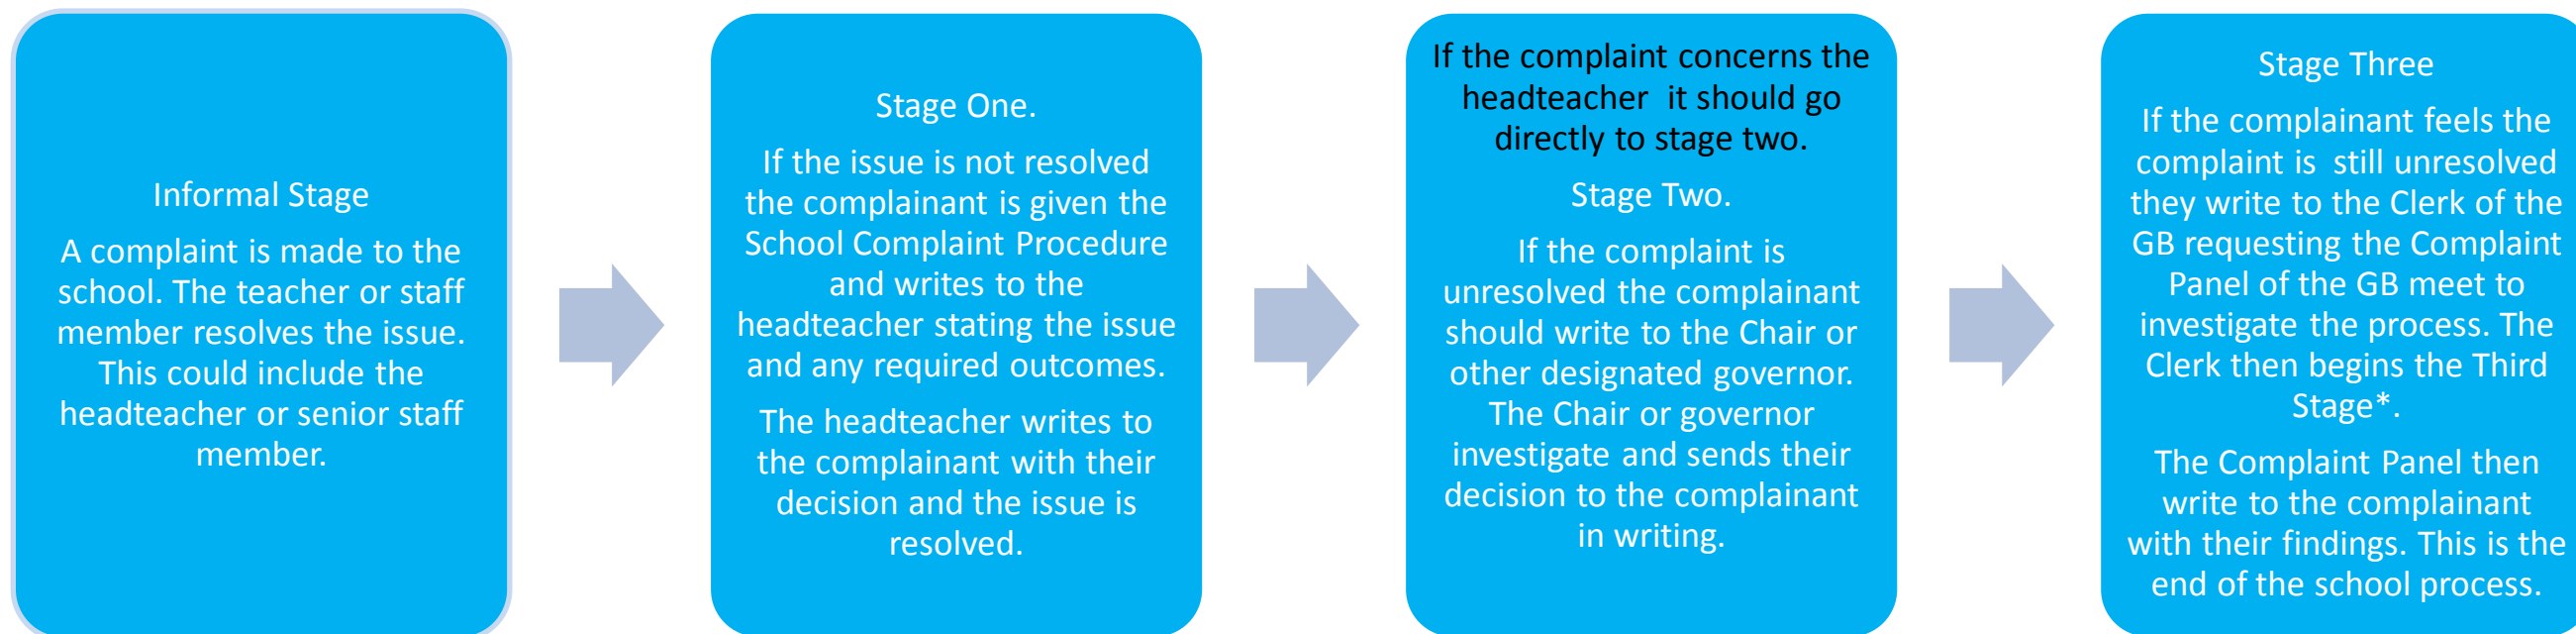 Informal Stage
A complaint is made to the
school. The teacher or staff
member resolves the issue.
This could include the
headteacher or senior staff
member.
Stage One.
If the issue is not resolved
the complainant is given the
School Complaint Procedure
and writes to the
headteacher stating the issue
and any required outcomes.
The headteacher writes to
the complainant with their
decision and the issue is
resolved.
If the complaint concerns the
headteacher it should go
directly to stage two.
Stage Two.
If the complaint is
unresolved the complainant
should write to the Chair or
other designated governor.
The Chair or governor
investigate and sends their
decision to the complainant
in writing.
Stage Three
If the complainant feels the
complaint is still unresolved
they write to the Clerk of the
GB requesting the Complaint
Panel of the GB meet to
investigate the process. The
Clerk then begins the Third
Stage*.
The Complaint Panel then
write to the complainant
with their findings. This is the
end of the school process.